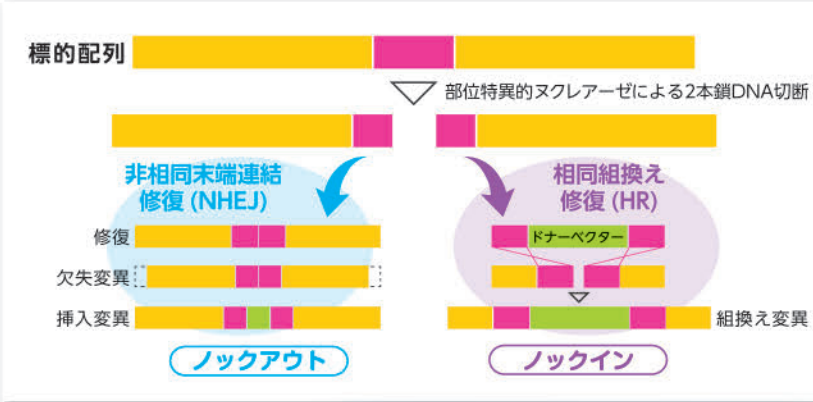 標的配列
部位特異的ヌクレアーゼによる2本鎖DNA切断
非相同末端連結
修復 (NHEJ)
相同組換え
修復 (HR)
修復
ドナーベクター
欠失変異
挿入変異
組換え変異
ノックアウト
ノックイン